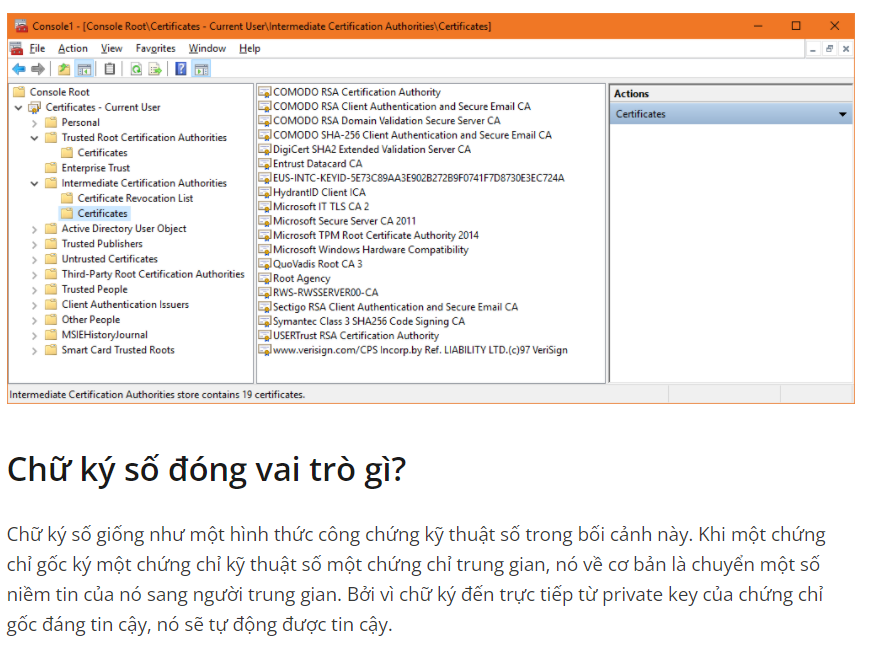 Console1 - [Console Root\Certificates - Current User\Intermediate Certification Authorities\Certificates]
File Action View Favorites Window Help
Console Root
Certificates - Current User
Personal
Trusted Root Certification Authorities
Certificates
Enterprise Trust
Intermediate Certification Authorities
Certificate Revocation List
Certificates
Active Directory User Object
Trusted Publishers
Untrusted Certificates
Third-Party Root Certification Authorities
Trusted People
Client Authentication Issuers
Other People
MSIEHistoryJournal
Smart Card Trusted Roots
COMODO RSA Certification Authority
COMODO RSA Client Authentication and Secure Email CA
COMODO RSA Domain Validation Secure Server CA
COMODO SHA-256 Client Authentication and Secure Email CA
DigiCert SHA2 Extended Validation Server CA
Entrust Datacard CA
EUS-INTC-KEYID-5E73C89AA3E902B272B9F0741F7D8730E3EC724A
HydrantID Client ICA
Microsoft IT TLS CA 2
Microsoft Secure Server CA 2011
Microsoft TPM Root Certificate Authority 2014
Microsoft Windows Hardware Compatibility
QuoVadis Root CA 3
Root Agency
RWS-RWSSERVER00-CA
Sectigo RSA Client Authentication and Secure Email CA
Symantec Class 3 SHA256 Code Signing CA
USERTrust RSA Certification Authority
www.verisign.com/CPS Incorp.by Ref. LIABILITY LTD.(c)97 VeriSign
Actions
Certificates
Intermediate Certification Authorities store contains 19 certificates.
Chữ ký số đóng vai trò gì?
Chữ ký số giống như một hình thức công chứng kỹ thuật số trong bối cảnh này. Khi một chứng
chỉ gốc ký một chứng chỉ kỹ thuật số một chứng chỉ trung gian, nó về cơ bản là chuyển một số
niềm tin của nó sang người trung gian. Bởi vì chữ ký đến trực tiếp từ private key của chứng chỉ
gốc đáng tin cậy, nó sẽ tự động được tin cậy.